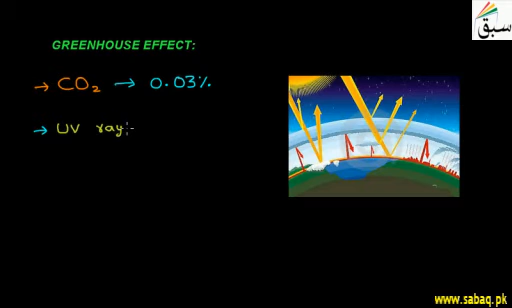 سبق
GREENHOUSE EFFECT:
→ CO₂ → 0.03%
→ UV ray:-
www.sabaq.pk